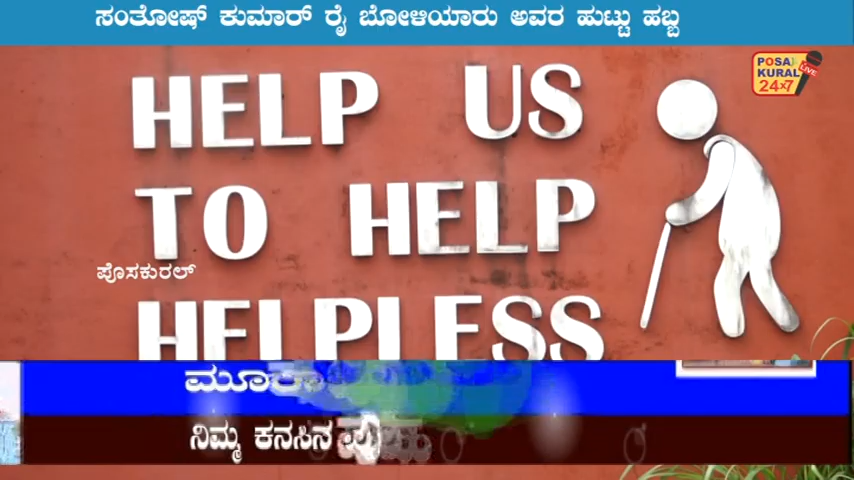 ಸಂತೋಷ್ ಕುಮಾರ್ ರೈ ಬೋಳಿಯಾರು ಅವರ ಹುಟ್ಟು ಹಬ್ಬ
POSA
KURAL
24x7
LIVE
HELP US
TO HELP
ಪೊಸಕುರಲ್
HELPLESS
ನಿಮ್ಮ ಕನಸಿನ